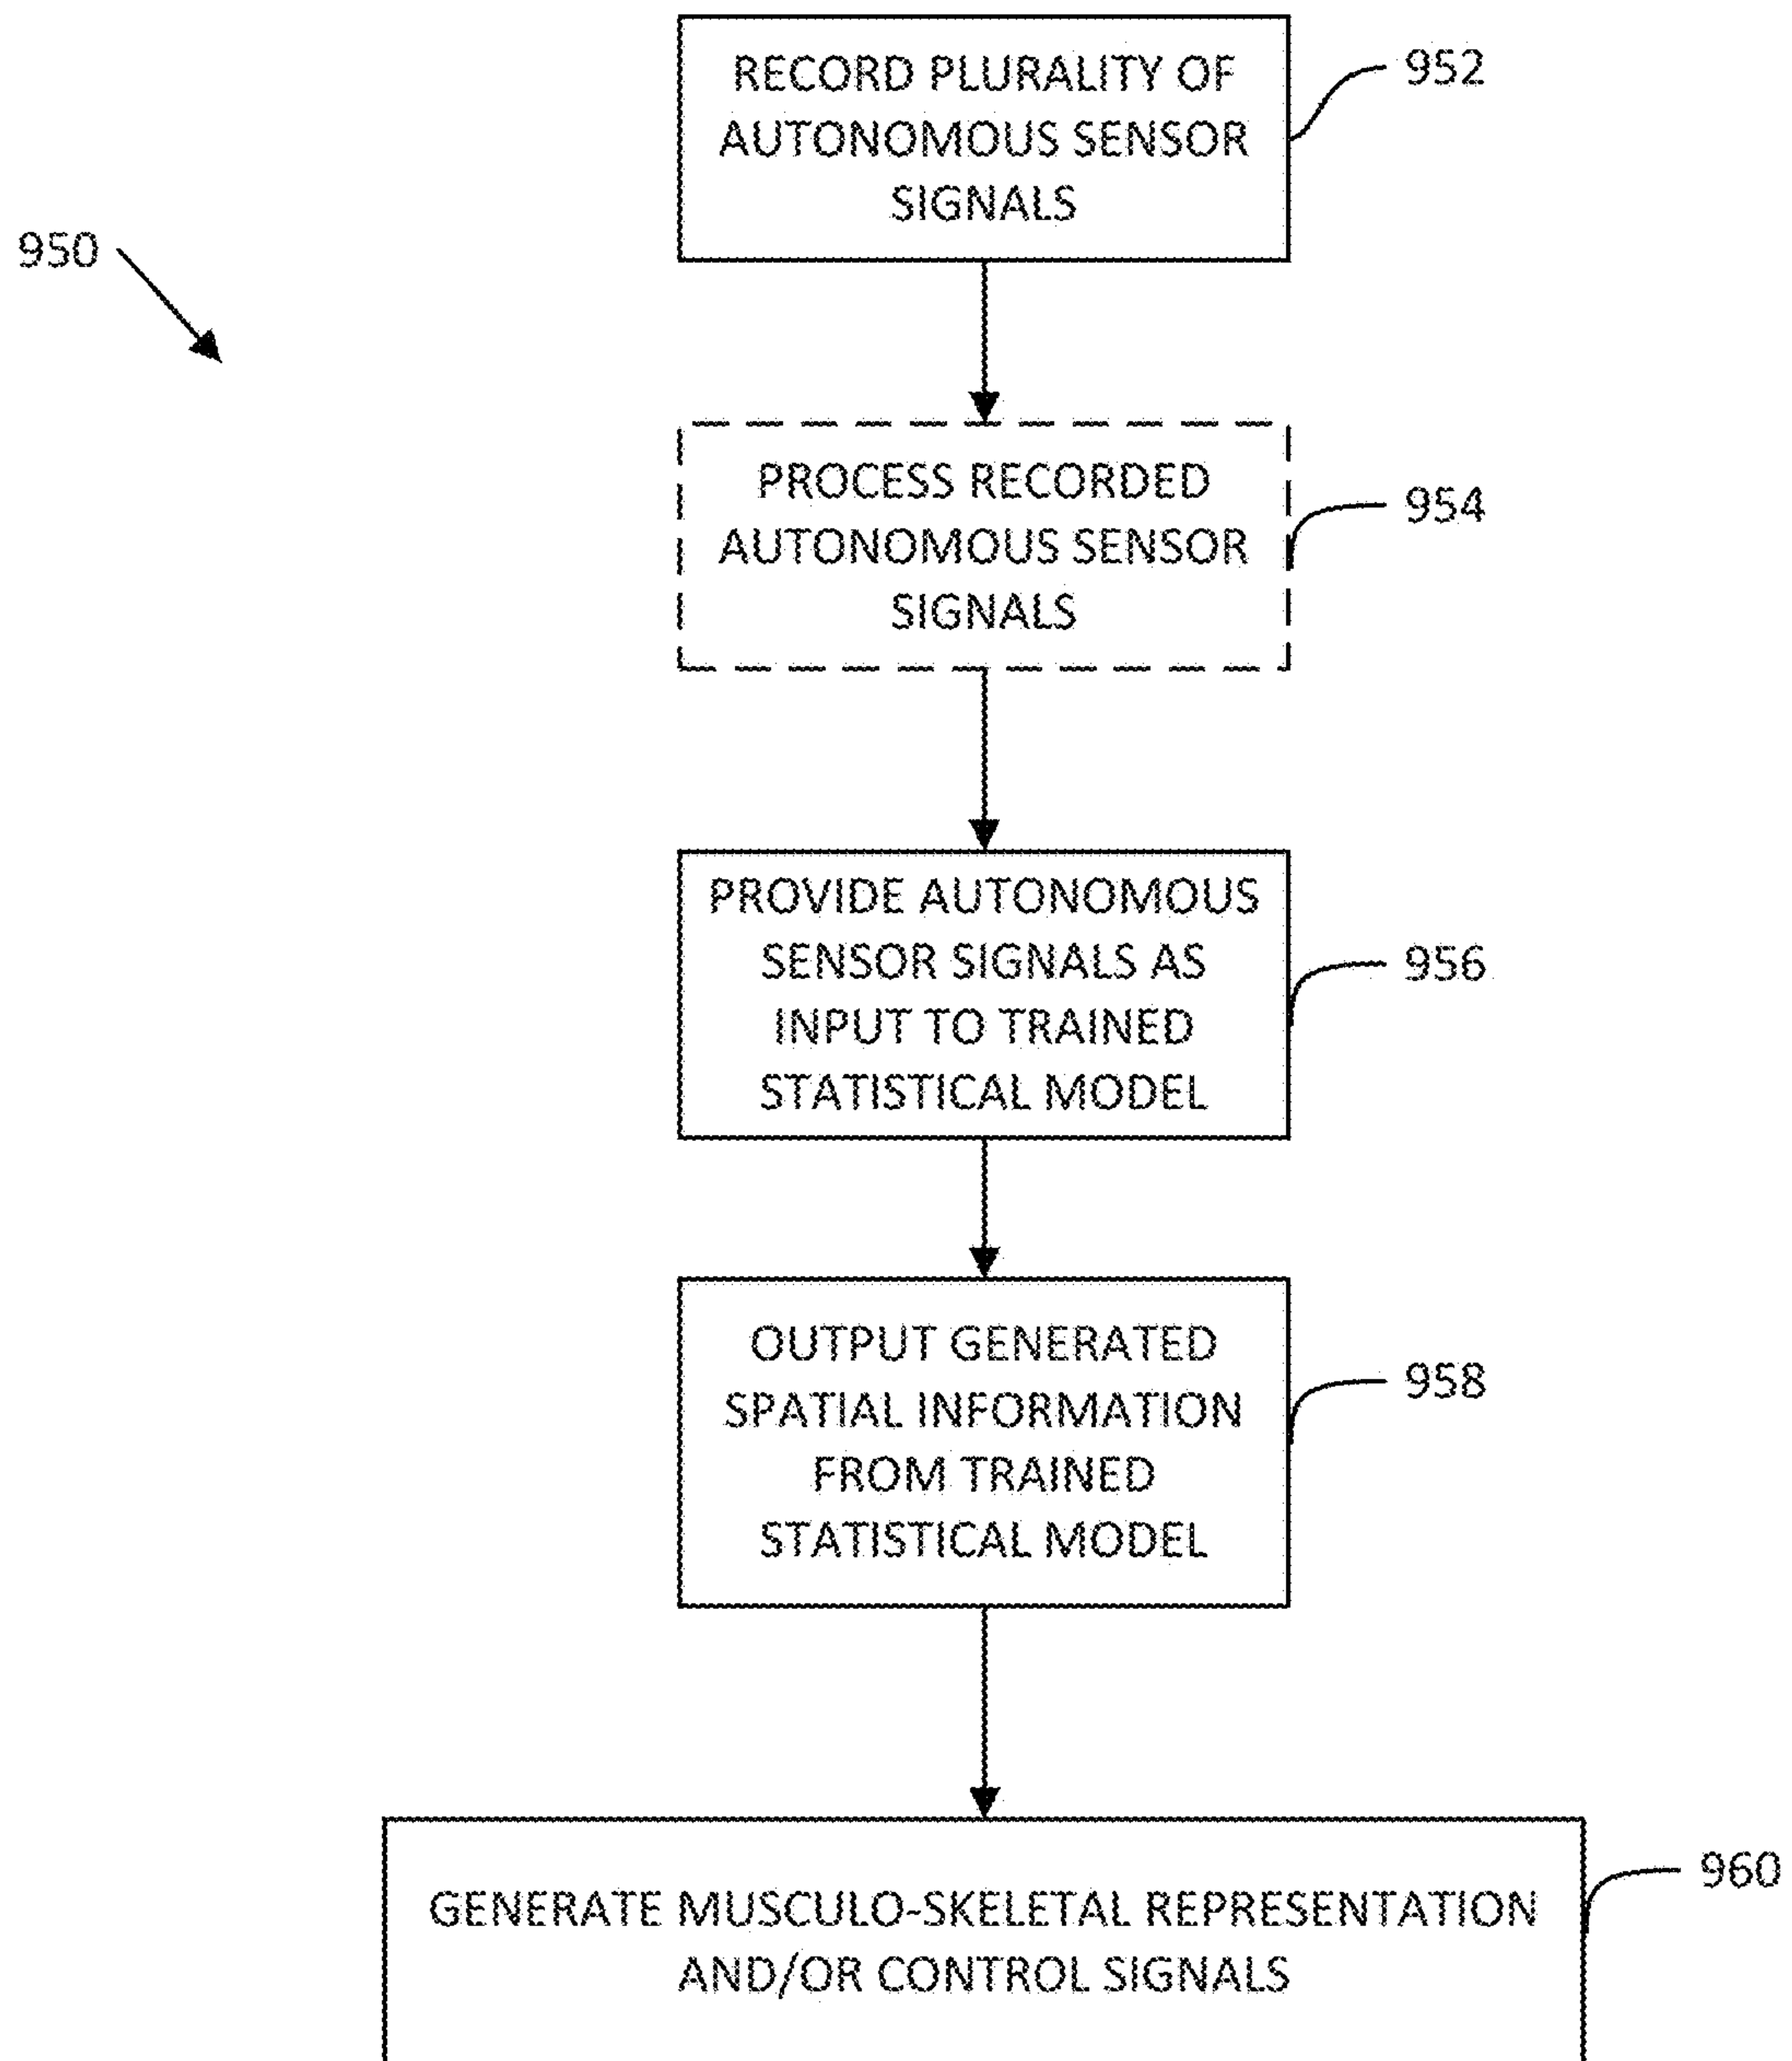 RECORD PLURALITY OF
AUTONOMOUS SENSOR
SIGNALS
952
950
PROCESS RECORDED
AUTONOMOUS SENSOR
SIGNALS
954
PROVIDE AUTONOMOUS
SENSOR SIGNALS AS
INPUT TO TRAINED
STATISTICAL MODEL
956
OUTPUT GENERATED
SPATIAL INFORMATION
FROM TRAINED
STATISTICAL MODEL
958
GENERATE MUSCULO-SKELETAL REPRESENTATION
AND/OR CONTROL SIGNALS
960